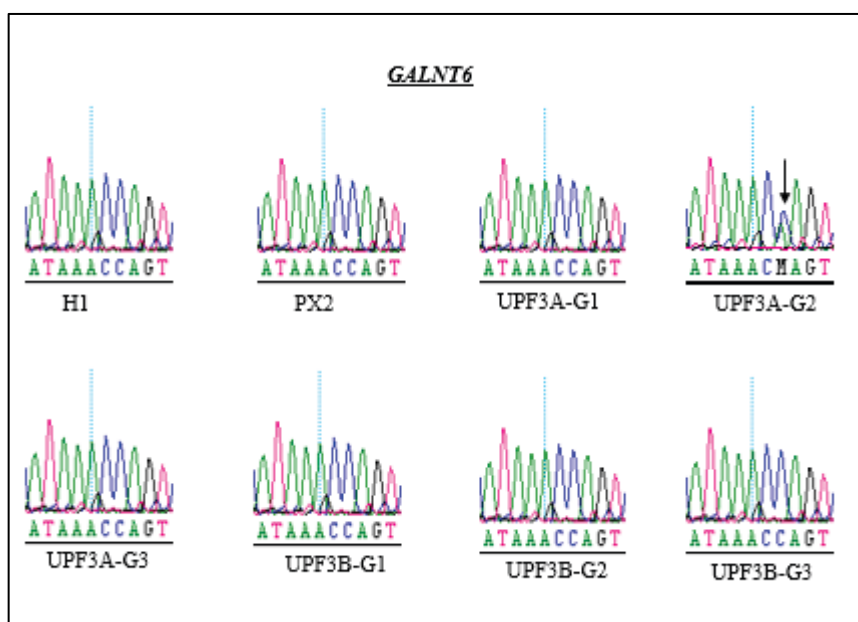 GALNT6
ATAAACCAGT
H1
ATAAACCAGT
PX2
ATAAACCAGT
UPF3A-G1
ATAAACMAGT
UPF3A-G2
ATAAACCAGT
UPF3A-G3
ATAAACCAGT
UPF3B-G1
ATAAACCAGT
UPF3B-G2
ATAAACCAGT
UPF3B-G3